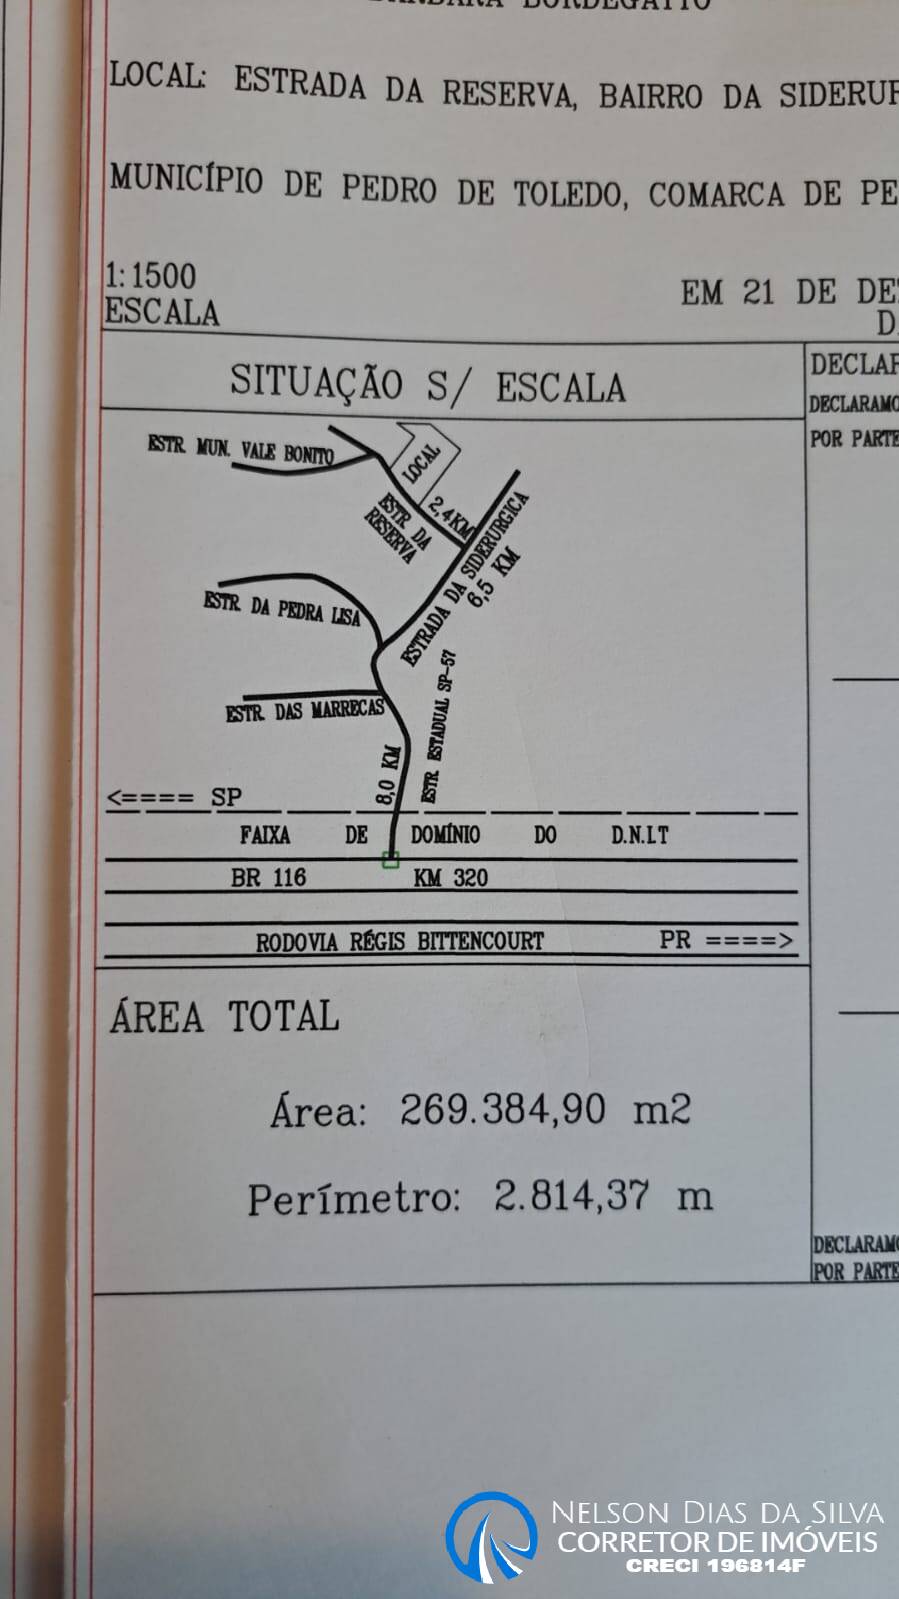 BORDEGATTO
LOCAL: ESTRADA DA RESERVA, BAIRRO DA SIDERUR
MUNICÍPIO DE PEDRO DE TOLEDO, COMARCA DE PE
1:1500
ESCALA
EM 21 DE DE
D
SITUAÇÃO S/ ESCALA
DECLAR
DECLARAMO
POR PARTE
ESTR. MUN. VALE BONITO
LOCAL
ESTR. DA
RESERVA
2,4KM
ESTRADA DA SIDERURGICA
6,5 KM
ESTR. DA PEDRA LISA
ESTR. DAS MARRECAS
8,0 KM
ESTR. ESTADUAL SP-57
<==== SP
FAIXA DE DOMÍNIO DO D.N.I.T
BR 116 KM 320
RODOVIA RÉGIS BITTENCOURT PR ====>
ÁREA TOTAL
Área: 269.384,90 m2
Perímetro: 2.814,37 m
DECLARAMO
POR PARTE
NELSON DIAS DA SILVA
CORRETOR DE IMÓVEIS
CRECI 196814F